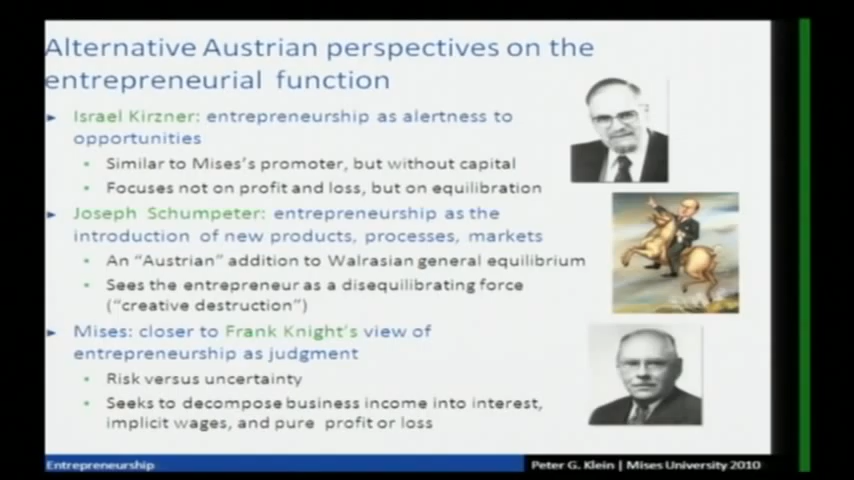 Alternative Austrian perspectives on the
entrepreneurial function
► Israel Kirzner: entrepreneurship as alertness to
opportunities
• Similar to Mises's promoter, but without capital
• Focuses not on profit and loss, but on equilibration
► Joseph Schumpeter: entrepreneurship as the
introduction of new products, processes, markets
• An "Austrian" addition to Walrasian general equilibrium
• Sees the entrepreneur as a disequilibrating force
("creative destruction")
► Mises: closer to Frank Knight's view of
entrepreneurship as judgment
• Risk versus uncertainty
• Seeks to decompose business income into interest,
implicit wages, and pure profit or loss
Entrepreneurship
Peter G. Klein | Mises University 2010